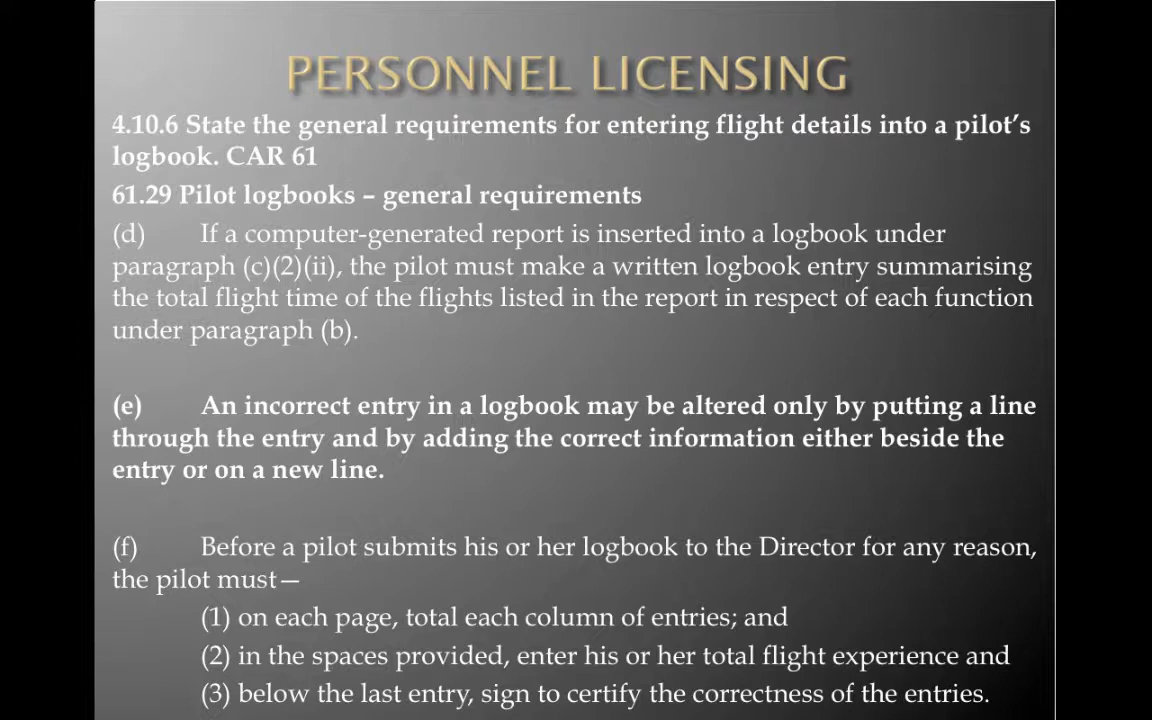 PERSONNEL LICENSING
4.10.6 State the general requirements for entering flight details into a pilot’s
logbook. CAR 61
61.29 Pilot logbooks – general requirements
(d) If a computer-generated report is inserted into a logbook under
paragraph (c)(2)(ii), the pilot must make a written logbook entry summarising
the total flight time of the flights listed in the report in respect of each function
under paragraph (b).
(e) An incorrect entry in a logbook may be altered only by putting a line
through the entry and by adding the correct information either beside the
entry or on a new line.
(f) Before a pilot submits his or her logbook to the Director for any reason,
the pilot must—
(1) on each page, total each column of entries; and
(2) in the spaces provided, enter his or her total flight experience and
(3) below the last entry, sign to certify the correctness of the entries.